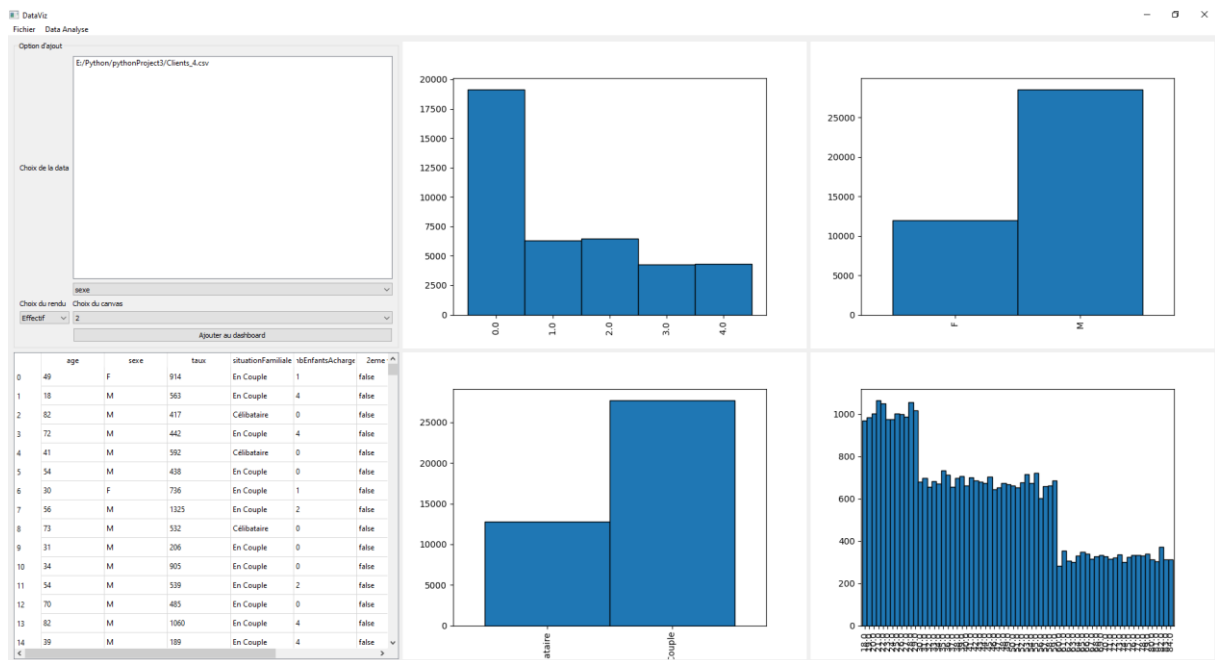 DataViz
Fichier Data Analyse
Option d'ajout
E:/Python/pythonProject3/Clients_4.csv
Choix de la data
sexe
Choix du rendu Choix du canvas
Effectif 2
Ajouter au dashboard
age sexe taux situationFamiliale nbEnfantsAcharge 2eme
0 49 F 914 En Couple 1 false
1 18 M 563 En Couple 4 false
2 82 M 417 Célibataire 0 false
3 72 M 442 En Couple 4 false
4 41 M 592 Célibataire 0 false
5 54 M 438 En Couple 0 false
6 30 F 736 En Couple 1 false
7 56 M 1325 En Couple 2 false
8 73 M 532 Célibataire 0 false
9 31 M 206 En Couple 0 false
10 34 M 905 En Couple 0 false
11 54 M 539 En Couple 2 false
12 70 M 485 En Couple 0 false
13 82 M 1060 En Couple 4 false
14 39 M 189 En Couple 4 false
20000
17500
15000
12500
10000
7500
5000
2500
0
0.0 1.0 2.0 3.0 4.0
25000
20000
15000
10000
5000
0
F M
25000
20000
15000
10000
5000
0
ataire Couple
1000
800
600
400
200
0